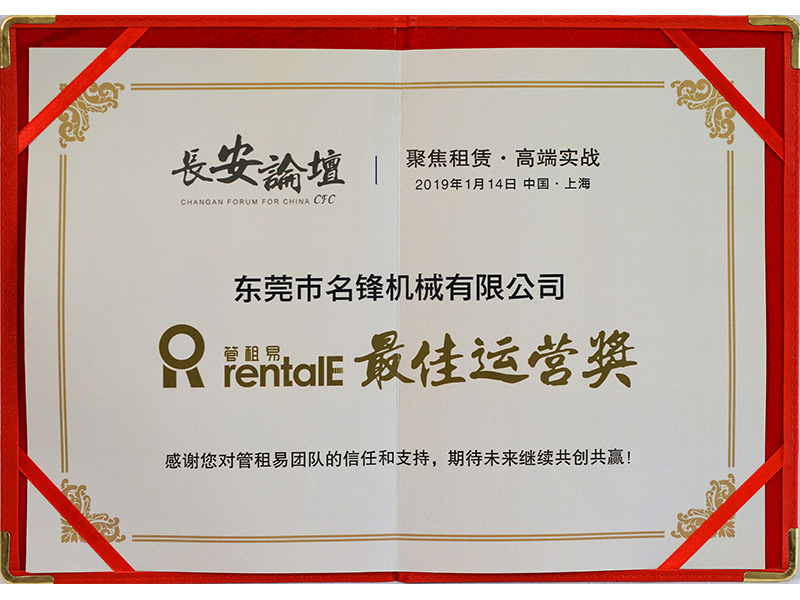 長安論壇
CHANGAN FORUM FOR CHINA CFC
聚焦租赁·高端实战
2019年1月14日 中国·上海
东莞市名锋机械有限公司
管租易
rentalE
最佳运营奖
感谢您对管租易团队的信任和支持，期待未来继续共创共赢！